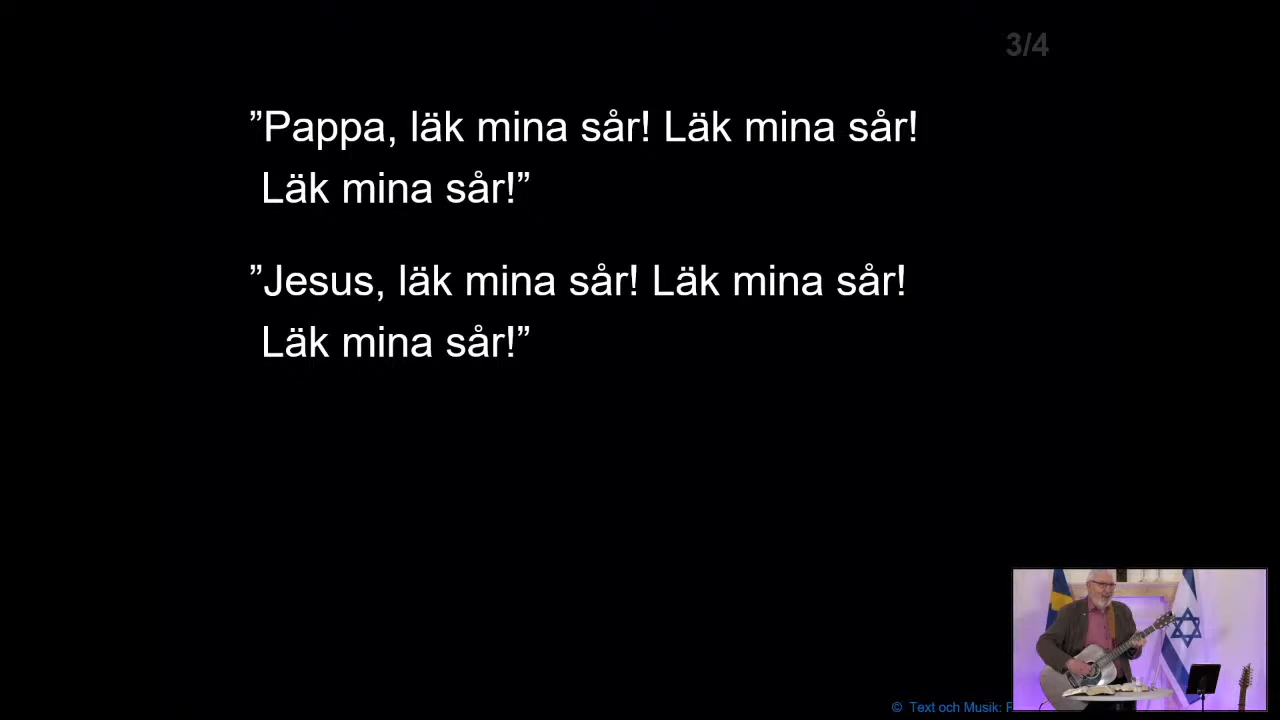 3/4
”Pappa, läk mina sår! Läk mina sår!
Läk mina sår!”
”Jesus, läk mina sår! Läk mina sår!
Läk mina sår!”
© Text och Musik: